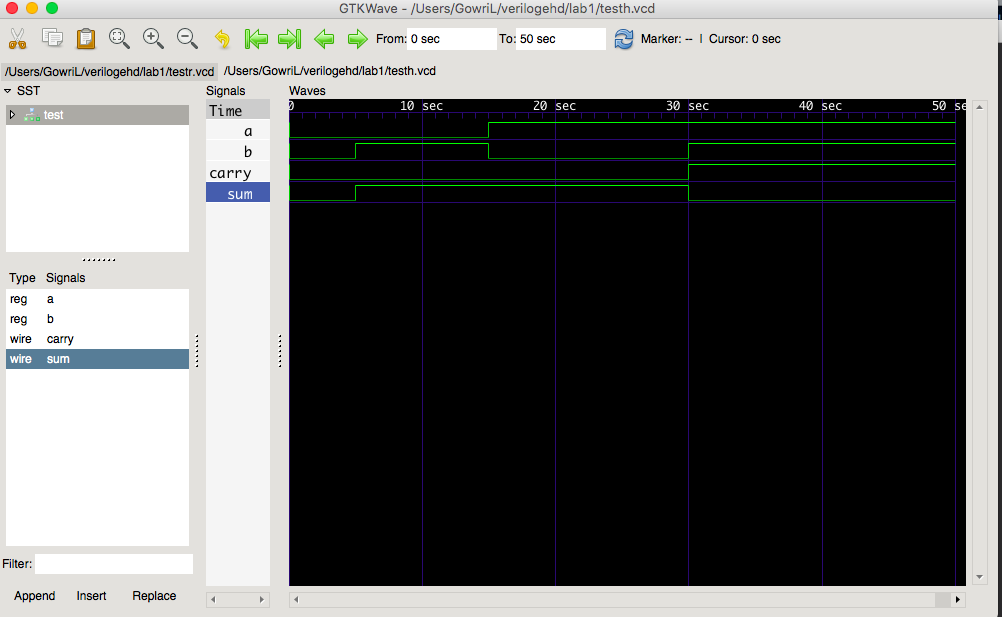 GTKWave - /Users/GowriL/verilogehd/lab1/testh.vcd
From: 0 sec To: 50 sec Marker: -- | Cursor: 0 sec
/Users/GowriL/verilogehd/lab1/testr.vcd /Users/GowriL/verilogehd/lab1/testh.vcd
SST
test
Type Signals
reg a
reg b
wire carry
wire sum
Filter:
Append Insert Replace
Signals
Time
a
b
carry
sum
Waves
0 10 sec 20 sec 30 sec 40 sec 50 se